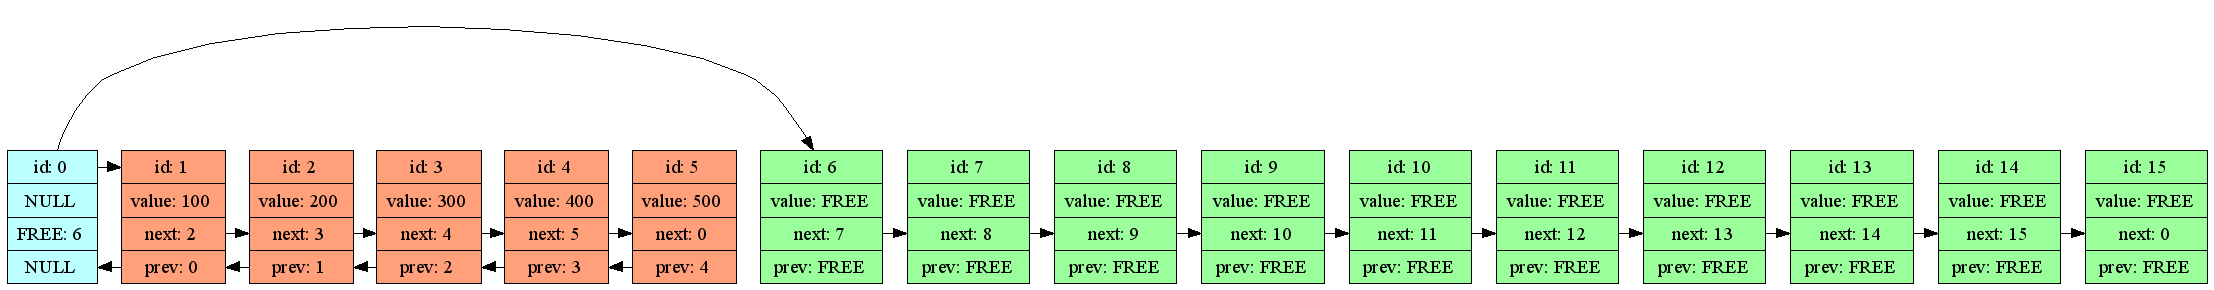 id: 0
NULL
FREE: 6
NULL
id: 1
value: 100
next: 2
prev: 0
id: 2
value: 200
next: 3
prev: 1
id: 3
value: 300
next: 4
prev: 2
id: 4
value: 400
next: 5
prev: 3
id: 5
value: 500
next: 0
prev: 4
id: 6
value: FREE
next: 7
prev: FREE
id: 7
value: FREE
next: 8
prev: FREE
id: 8
value: FREE
next: 9
prev: FREE
id: 9
value: FREE
next: 10
prev: FREE
id: 10
value: FREE
next: 11
prev: FREE
id: 11
value: FREE
next: 12
prev: FREE
id: 12
value: FREE
next: 13
prev: FREE
id: 13
value: FREE
next: 14
prev: FREE
id: 14
value: FREE
next: 15
prev: FREE
id: 15
value: FREE
next: 0
prev: FREE